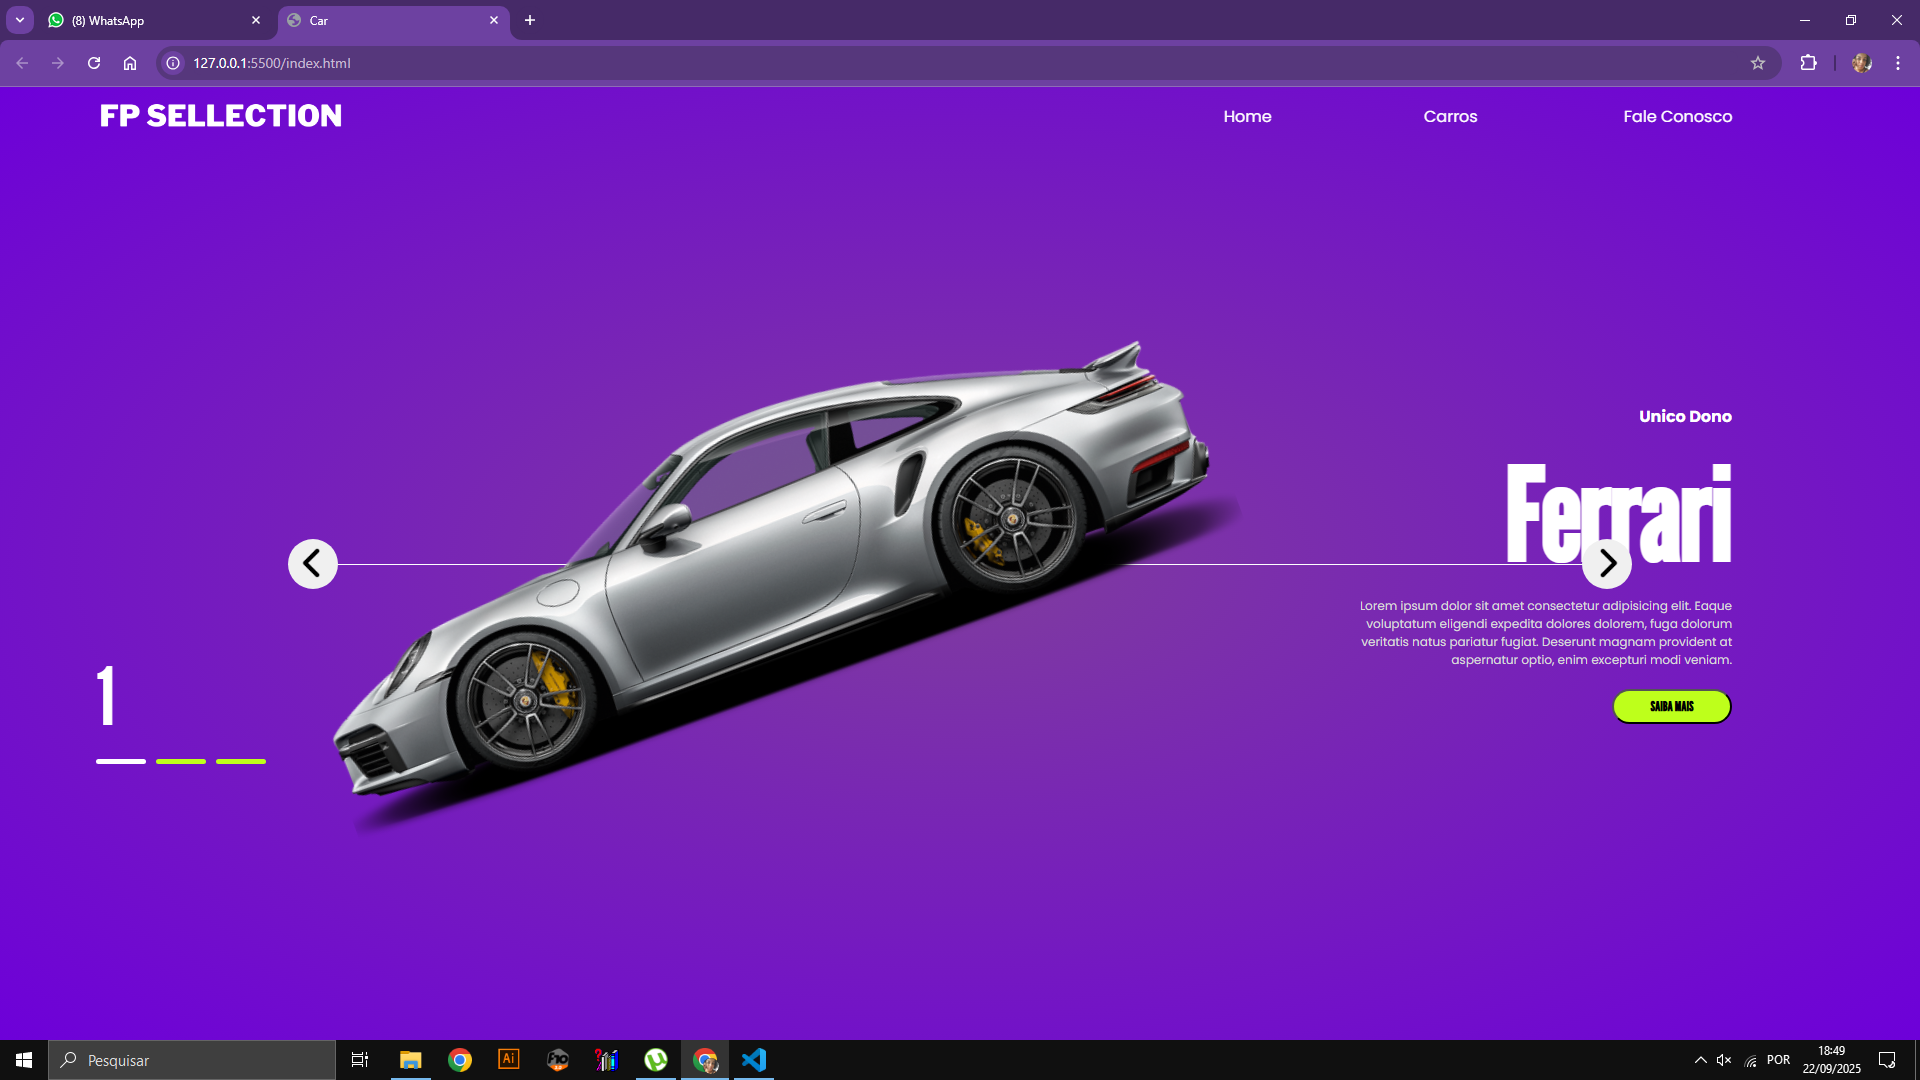 (8) WhatsApp
Car
127.0.0.1:5500/index.html
FP SELLECTION
Home
Carros
Fale Conosco
Unico Dono
Ferrari
Lorem ipsum dolor sit amet consectetur adipisicing elit. Eaque
voluptatum eligendi expedita dolores dolorem, fuga dolorum
veritatis natus pariatur fugiat. Deserunt magnam provident at
aspernatur optio, enim excepturi modi veniam.
SAIBA MAIS
1
Pesquisar
Ai
POR
18:49
22/09/2025